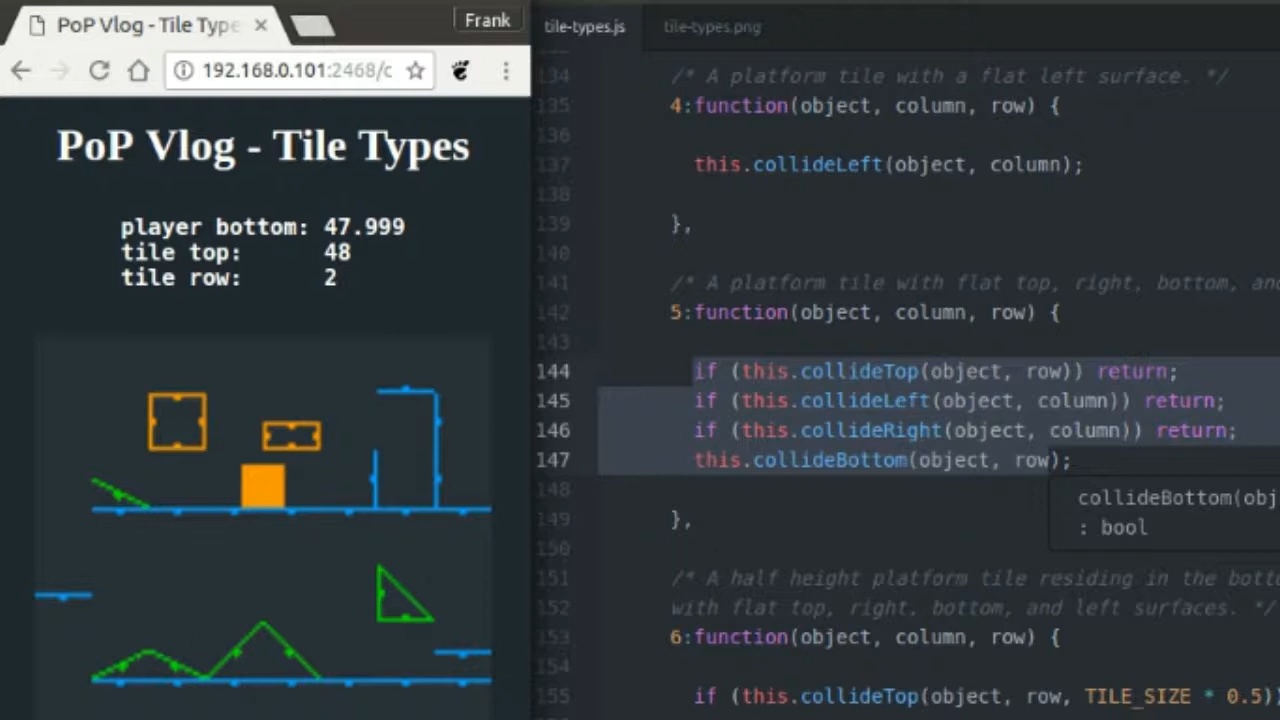 PoP Vlog - Tile Type
Frank
192.168.0.101:2468/c
PoP Vlog - Tile Types
player bottom: 47.999
tile top: 48
tile row: 2
tile-types.js
tile-types.png
134 /* A platform tile with a flat left surface. */
135 4:function(object, column, row) {
136
137 this.collideLeft(object, column);
138
139 },
140
141 /* A platform tile with flat top, right, bottom, and
142 5:function(object, column, row) {
143
144 if (this.collideTop(object, row)) return;
145 if (this.collideLeft(object, column)) return;
146 if (this.collideRight(object, column)) return;
147 this.collideBottom(object, row);
148
collideBottom(obj
149 },
: bool
150
151 /* A half height platform tile residing in the botto
152 with flat top, right, bottom, and left surfaces. */
153 6:function(object, column, row) {
154
155 if (this.collideTop(object, row, TILE_SIZE * 0.5))